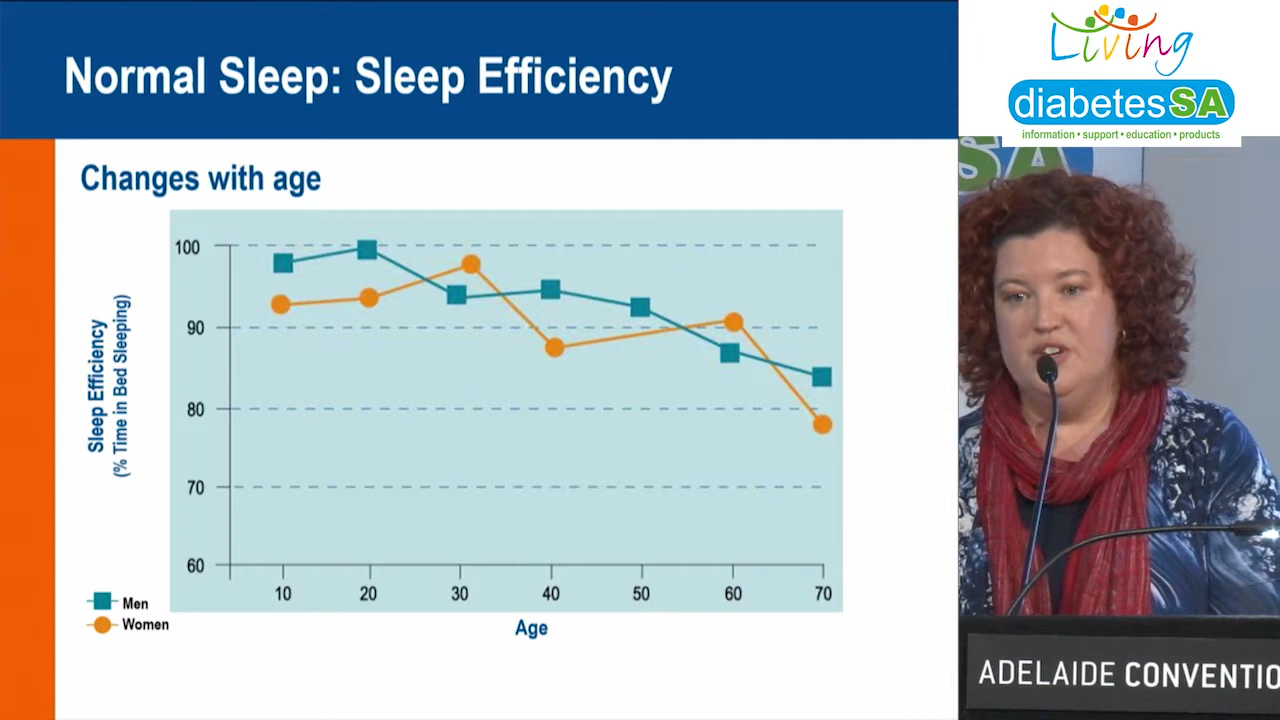 Normal Sleep: Sleep Efficiency
Changes with age
Sleep Efficiency
(% Time in Bed Sleeping)
100
90
80
70
60
10 20 30 40 50 60 70
Age
Men
Women
Living
diabetesSA
information • support • education • products
SA
ADELAIDE CONVENTIO